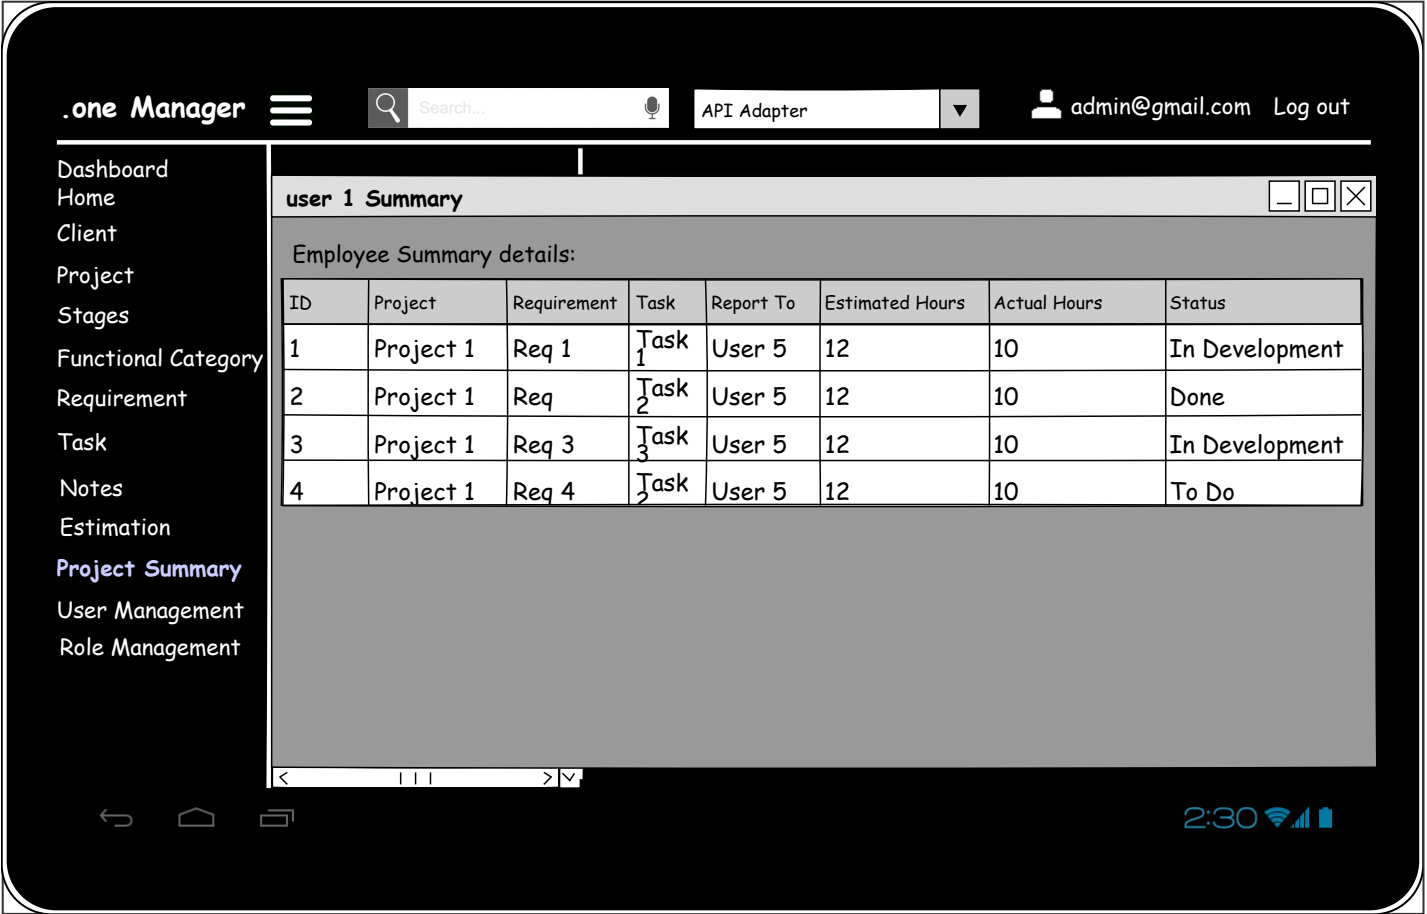 .one Manager
Search...
API Adapter
admin@gmail.com Log out
Dashboard
Home
Client
Project
Stages
Functional Category
Requirement
Task
Notes
Estimation
Project Summary
User Management
Role Management
user 1 Summary
Employee Summary details:
ID Project Requirement Task Report To Estimated Hours Actual Hours Status
1 Project 1 Req 1 Task 1 User 5 12 10 In Development
2 Project 1 Req Task 2 User 5 12 10 Done
3 Project 1 Req 3 Task 3 User 5 12 10 In Development
4 Project 1 Req 4 Task 2 User 5 12 10 To Do
2:30